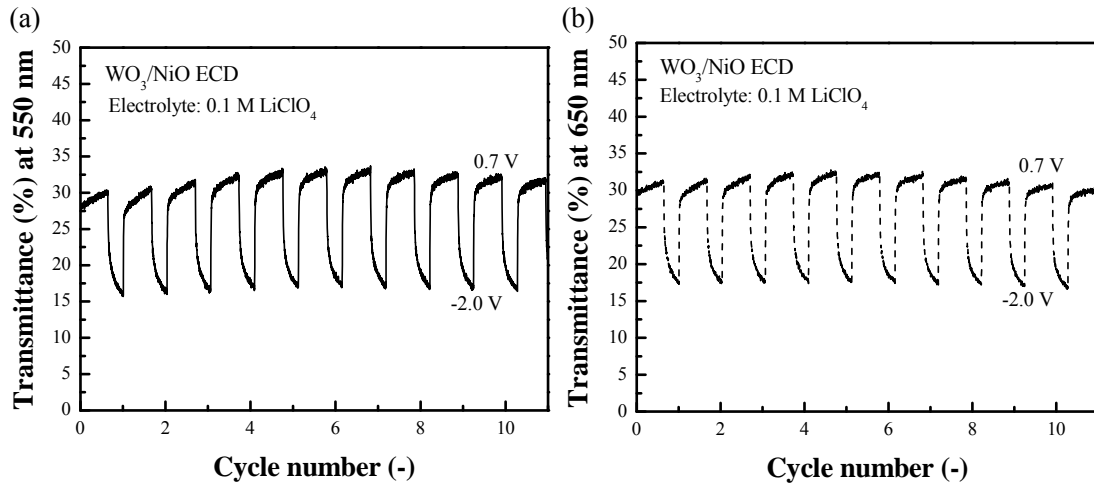 (a)
Transmittance (%) at 550 nm
50
45
40
35
30
25
20
15
10
5
0
WO₃/NiO ECD
Electrolyte: 0.1 M LiClO₄
0.7 V
-2.0 V
0
2
4
6
8
10
Cycle number (-)
(b)
Transmittance (%) at 650 nm
50
45
40
35
30
25
20
15
10
5
0
WO₃/NiO ECD
Electrolyte: 0.1 M LiClO₄
0.7 V
-2.0 V
0
2
4
6
8
10
Cycle number (-)